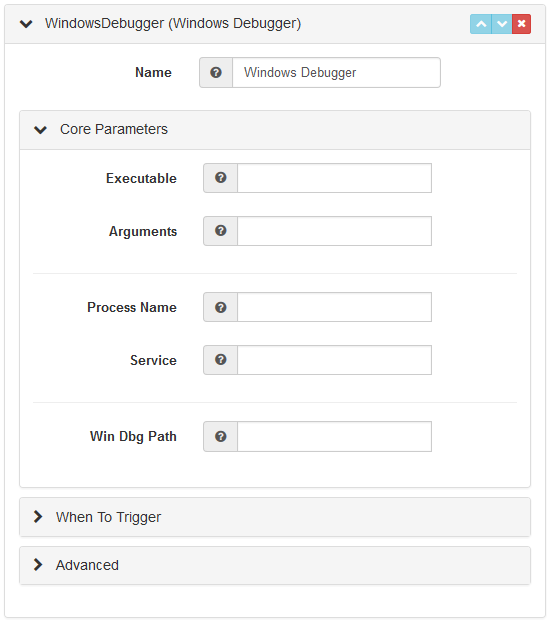 WindowsDebugger (Windows Debugger)
Name Windows Debugger
Core Parameters
Executable
Arguments
Process Name
Service
Win Dbg Path
When To Trigger
Advanced